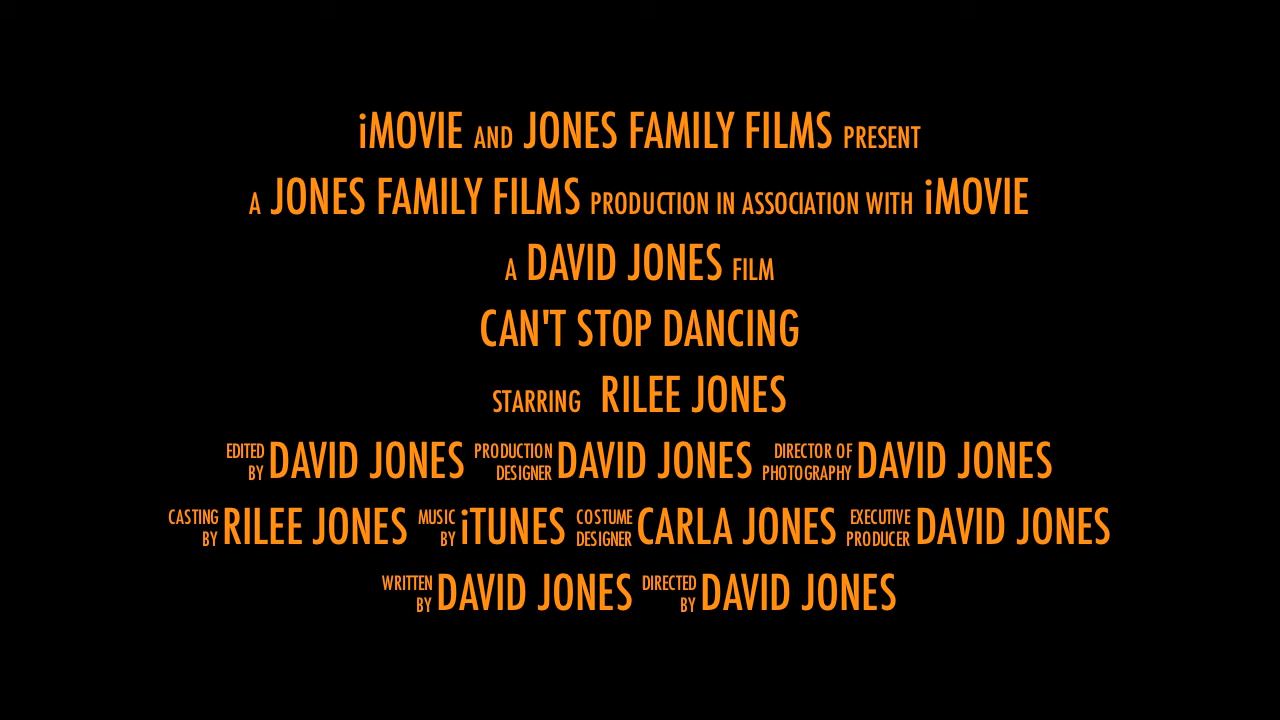 iMOVIE AND JONES FAMILY FILMS PRESENT
A JONES FAMILY FILMS PRODUCTION IN ASSOCIATION WITH iMOVIE
A DAVID JONES FILM
CAN'T STOP DANCING
STARRING RILEE JONES
EDITED BY DAVID JONES PRODUCTION DESIGNER DAVID JONES DIRECTOR OF PHOTOGRAPHY DAVID JONES
CASTING BY RILEE JONES MUSIC BY iTUNES COSTUME DESIGNER CARLA JONES EXECUTIVE PRODUCER DAVID JONES
WRITTEN BY DAVID JONES DIRECTED BY DAVID JONES